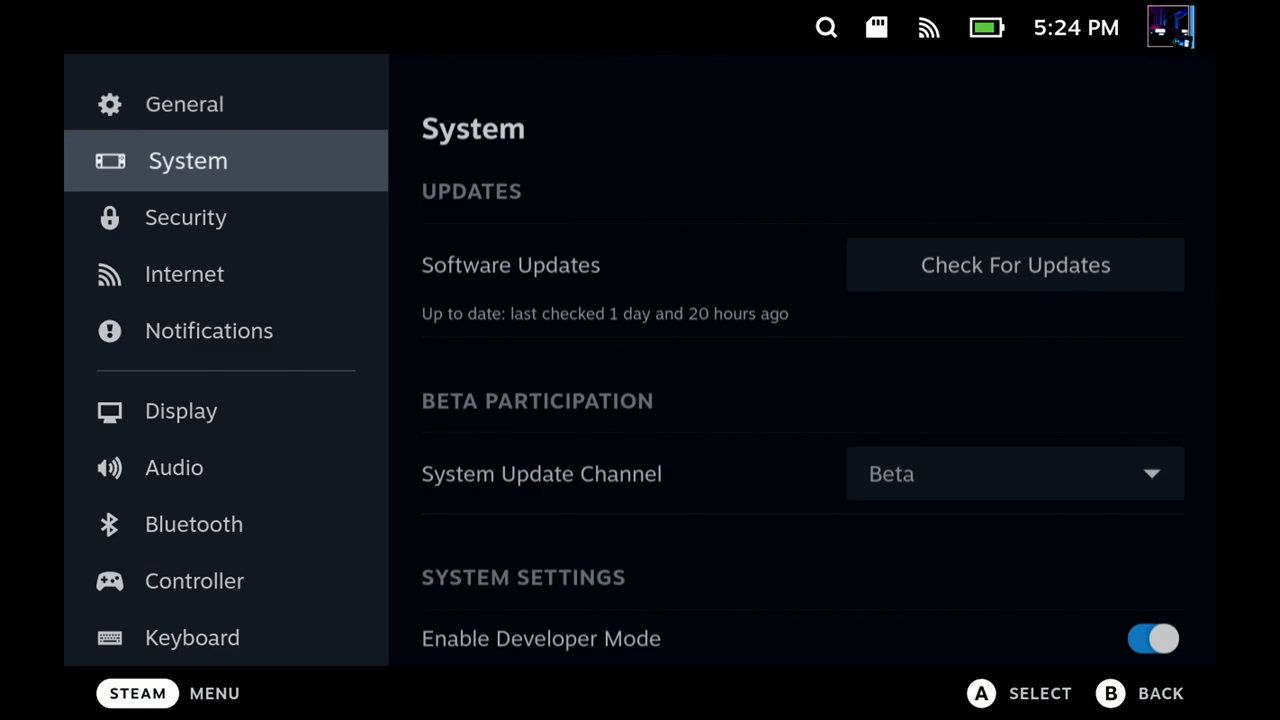 5:24 PM
General
System
Security
Internet
Notifications
Display
Audio
Bluetooth
Controller
Keyboard
System
UPDATES
Software Updates
Check For Updates
Up to date: last checked 1 day and 20 hours ago
BETA PARTICIPATION
System Update Channel
Beta
SYSTEM SETTINGS
Enable Developer Mode
STEAM MENU
A SELECT B BACK